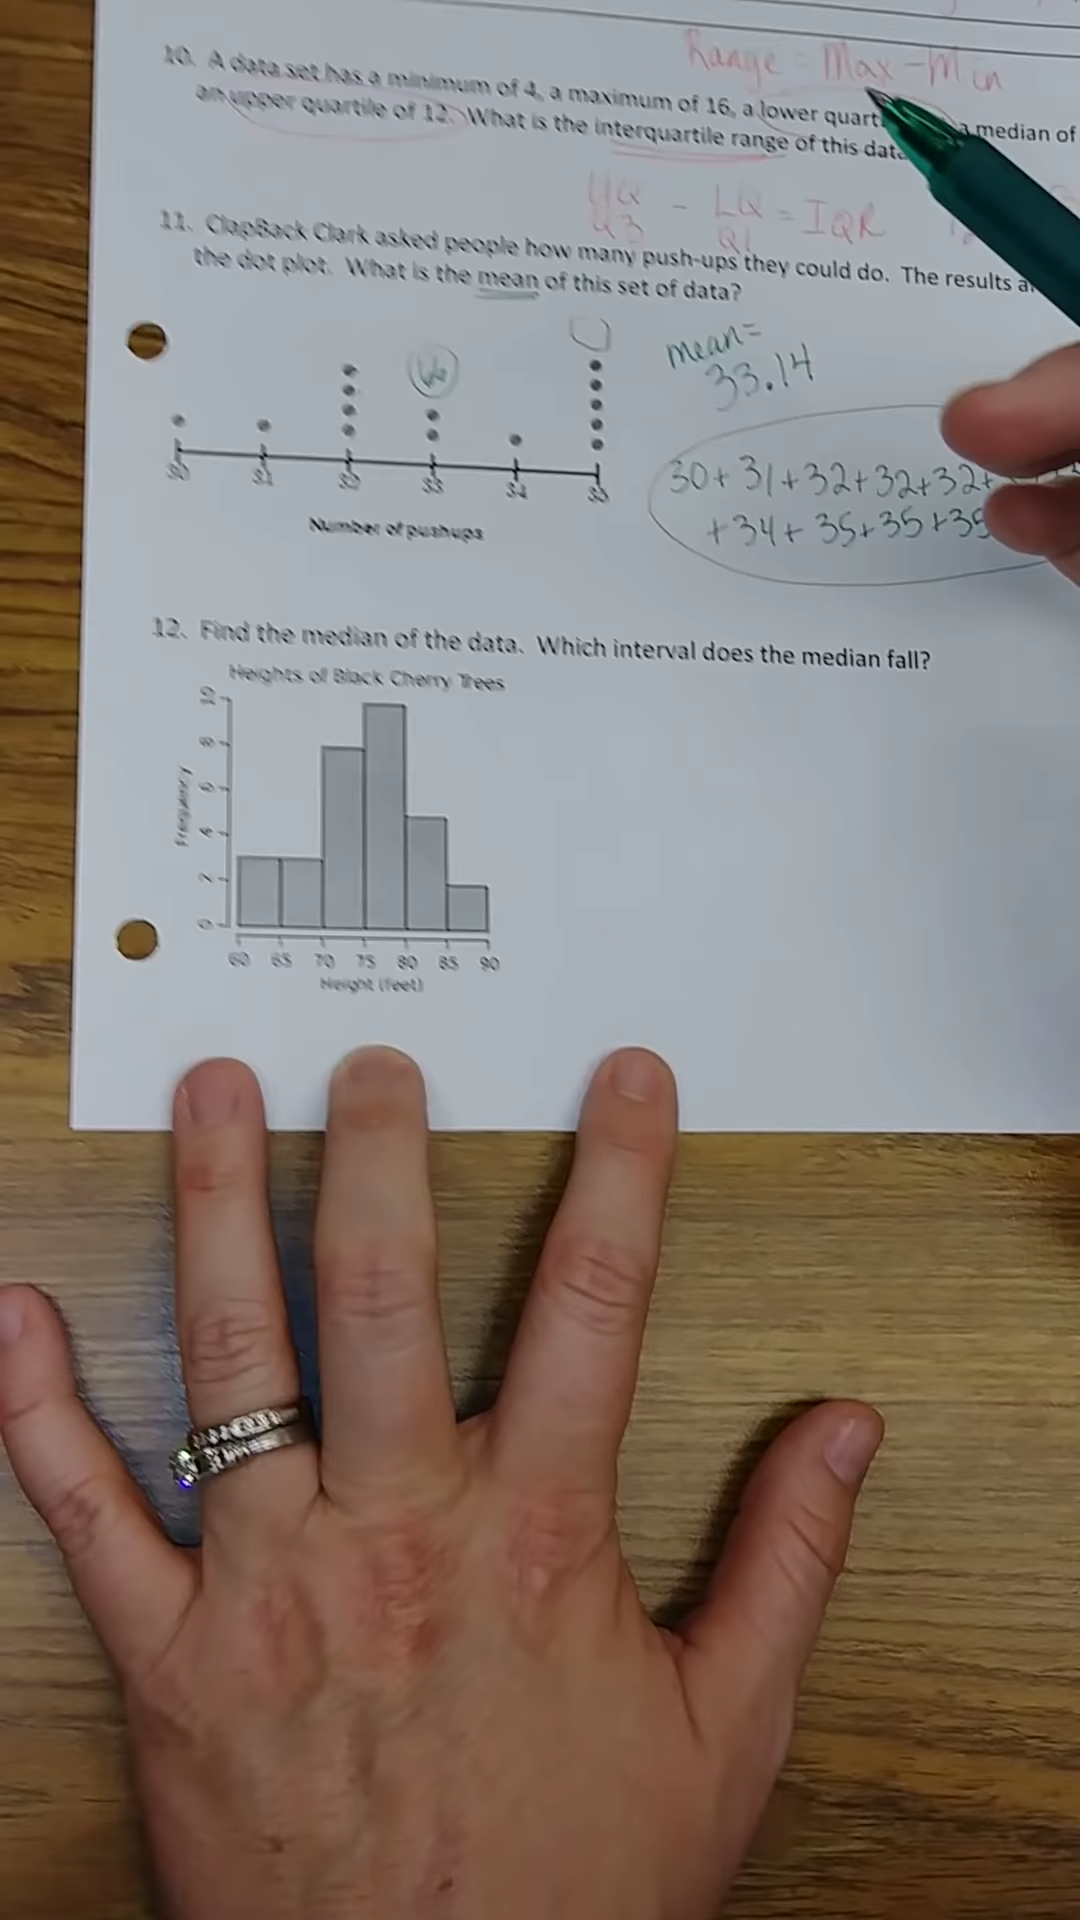 Range = Max - Min
10. A data set has a minimum of 4, a maximum of 16, a lower quart a median of
an upper quartile of 12. What is the interquartile range of this data
UQ - LQ = IQR
Q3 Q1
11. ClapBack Clark asked people how many push-ups they could do. The results a
the dot plot. What is the mean of this set of data?
mean =
33.14
30 31 32 33 34 35
30+31+32+32+32+
+34+35+35+35
Number of pushups
12. Find the median of the data. Which interval does the median fall?
Heights of Black Cherry Trees
Frequency
10
8
6
4
2
0
60 65 70 75 80 85 90
Height (feet)